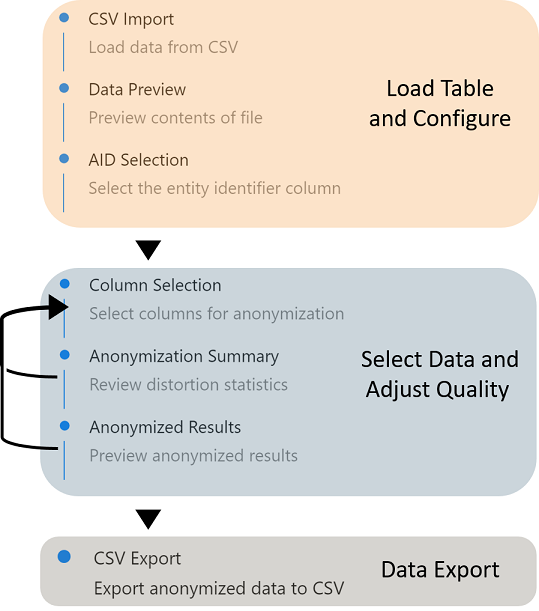 CSV Import
Load data from CSV
Data Preview
Preview contents of file
AID Selection
Select the entity identifier column
Load Table
and Configure
Column Selection
Select columns for anonymization
Anonymization Summary
Review distortion statistics
Anonymized Results
Preview anonymized results
Select Data and
Adjust Quality
CSV Export
Export anonymized data to CSV
Data Export